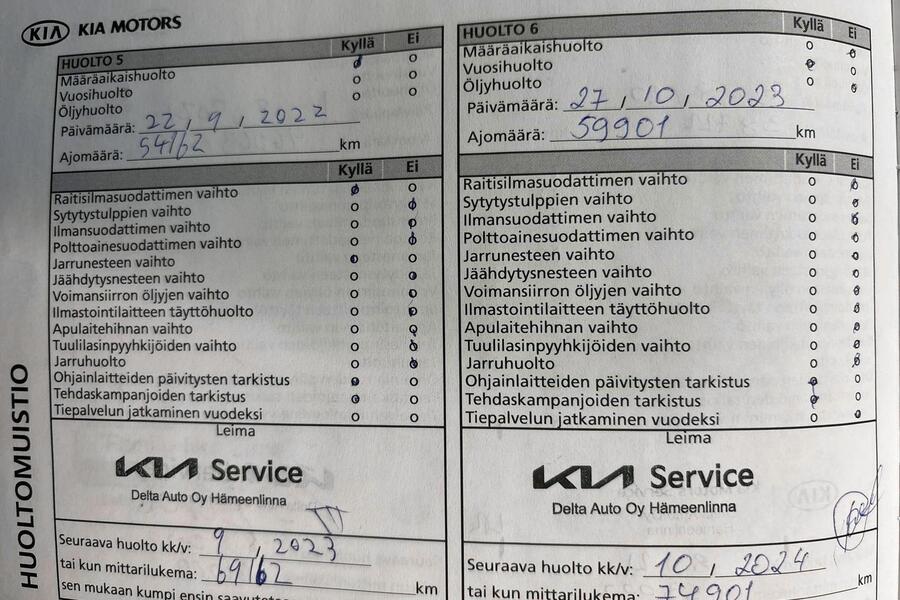 KIA KIA MOTORS
HUOLTO 5 Kyllä Ei
Määräaikaishuolto
Vuosihuolto
Öljyhuolto
Päivämäärä: 22, 9, 2022
Ajomäärä: 54162 km
Kyllä Ei
Raitisilmasuodattimen vaihto
Sytytystulppien vaihto
Ilmansuodattimen vaihto
Polttoainesuodattimen vaihto
Jarrunesteen vaihto
Jäähdytysnesteen vaihto
Voimansiirron öljyjen vaihto
Ilmastointilaitteen täyttöhuolto
Apulaitehihnan vaihto
Tuulilasinpyyhkijöiden vaihto
Jarruhuolto
Ohjainlaitteiden päivitysten tarkistus
Tehdaskampanjoiden tarkistus
Tiepalvelun jatkaminen vuodeksi
Leima
KIA Service
Delta Auto Oy Hämeenlinna
Seuraava huolto kk/v: 9, 2023
tai kun mittarilukema: 69162 km
sen mukaan kumpi ensin
HUOLTO 6 Kyllä Ei
Määräaikaishuolto
Vuosihuolto
Öljyhuolto
Päivämäärä: 27, 10, 2023
Ajomäärä: 59901 km
Kyllä Ei
Raitisilmasuodattimen vaihto
Sytytystulppien vaihto
Ilmansuodattimen vaihto
Polttoainesuodattimen vaihto
Jarrunesteen vaihto
Jäähdytysnesteen vaihto
Voimansiirron öljyjen vaihto
Ilmastointilaitteen täyttöhuolto
Apulaitehihnan vaihto
Tuulilasinpyyhkijöiden vaihto
Jarruhuolto
Ohjainlaitteiden päivitysten tarkistus
Tehdaskampanjoiden tarkistus
Tiepalvelun jatkaminen vuodeksi
Leima
KIA Service
Delta Auto Oy Hämeenlinna
Seuraava huolto kk/v: 10, 2024
tai kun mittarilukema: 74901 km
HUOLTOMUISTIO